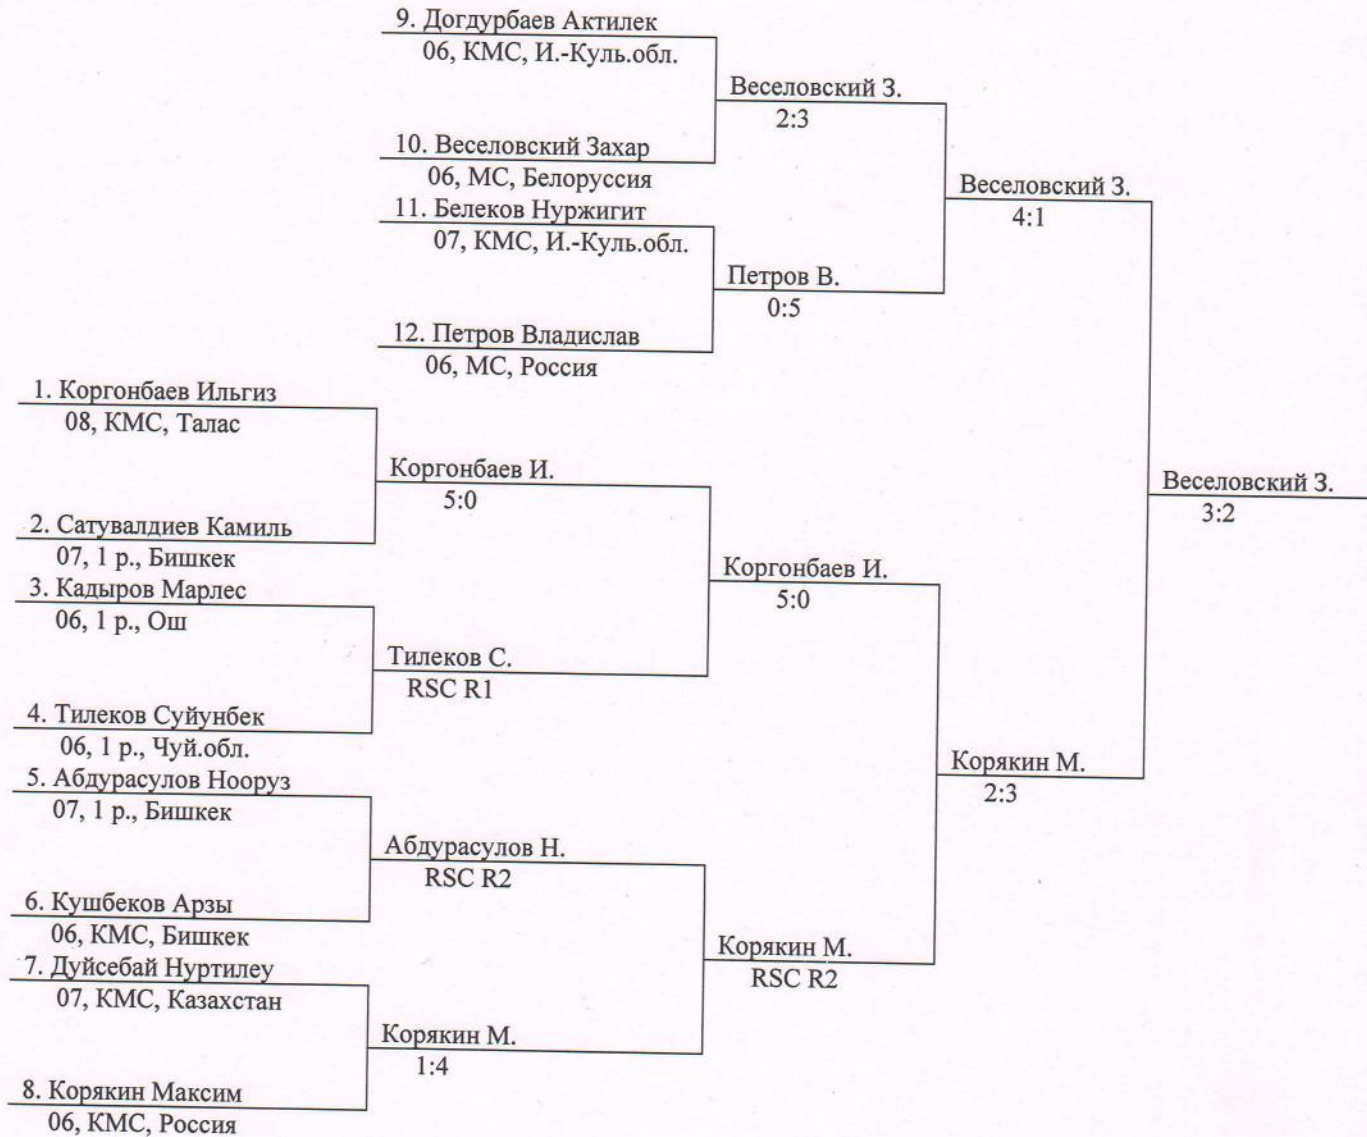 9. Догдурбаев Актилек
06, КМС, И.-Куль.обл.
Веселовский З.
2:3
10. Веселовский Захар
06, МС, Белоруссия
Веселовский З.
4:1
11. Белеков Нуржигит
07, КМС, И.-Куль.обл.
Петров В.
0:5
12. Петров Владислав
06, МС, Россия
1. Коргонбаев Ильгиз
08, КМС, Талас
Коргонбаев И.
5:0
Веселовский З.
3:2
2. Сатувалдиев Камиль
07, 1 р., Бишкек
Коргонбаев И.
5:0
3. Кадыров Марлес
06, 1 р., Ош
Тилеков С.
RSC R1
4. Тилеков Суйунбек
06, 1 р., Чуй.обл.
Корякин М.
2:3
5. Абдурасулов Нооруз
07, 1 р., Бишкек
Абдурасулов Н.
RSC R2
6. Кушбеков Арзы
06, КМС, Бишкек
Корякин М.
RSC R2
7. Дуйсебай Нуртилеу
07, КМС, Казахстан
Корякин М.
1:4
8. Корякин Максим
06, КМС, Россия